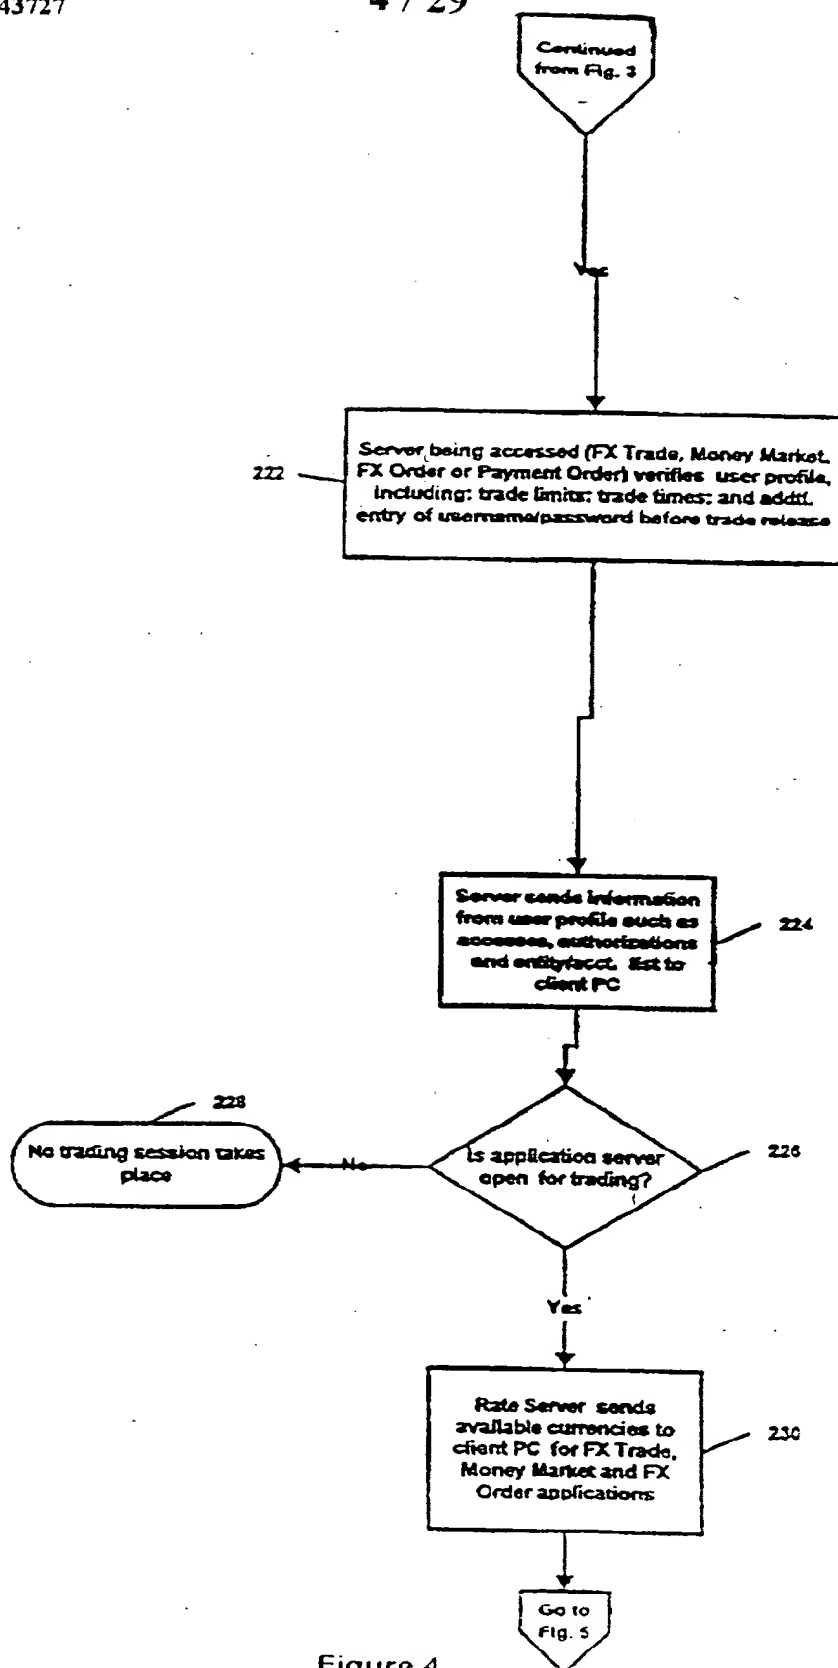 43727
4 / 29
Continued
from Fig. 3
Yes
222
Server being accessed (FX Trade, Money Market,
FX Order or Payment Order) verifies user profile,
including: trade limits; trade times; and addtl.
entry of username/password before trade release
Server sends information
from user profile such as
accesses, authorizations
and entity/acct. list to
client PC
224
228
No trading session takes
place
No
Is application server
open for trading?
226
Yes
Rate Server sends
available currencies to
client PC for FX Trade,
Money Market and FX
Order applications
230
Go to
Fig. 5
Figure 4